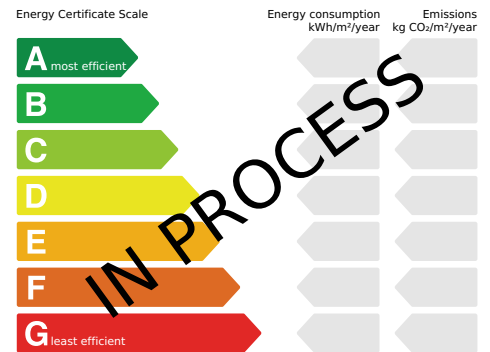 Energy Certificate Scale
Energy consumption
kWh/m²/year
Emissions
kg CO₂/m²/year
A most efficient
B
C
D
E
F
G least efficient
IN PROCESS